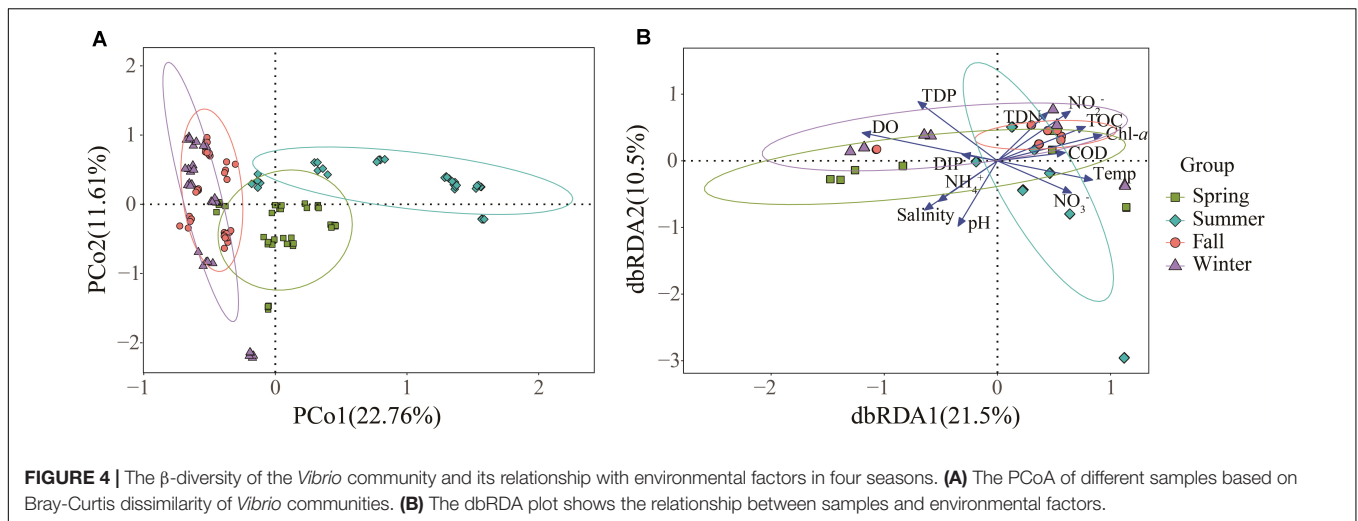 A
B
PCo2(11.61%)
2
1
0
−1
−2
−1
0
1
2
PCo1(22.76%)
dbRDA2(10.5%)
1
0
−1
−2
−3
−2
−1
0
1
dbRDA1(21.5%)
TDP
DO
TDN
NO₂⁻
TOC
Chl-a
COD
DIP
NH₄⁺
Temp
NO₃⁻
Salinity
pH
Group
Spring
Summer
Fall
Winter
FIGURE 4 | The β-diversity of the Vibrio community and its relationship with environmental factors in four seasons. (A) The PCoA of different samples based on
Bray-Curtis dissimilarity of Vibrio communities. (B) The dbRDA plot shows the relationship between samples and environmental factors.